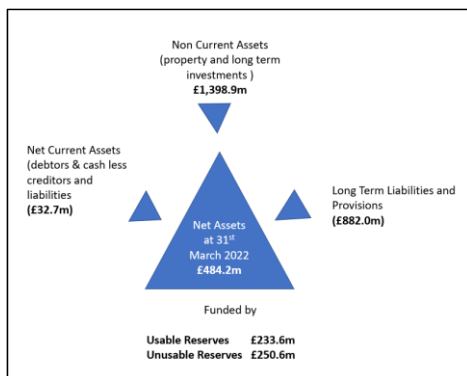 Non Current Assets
(property and long term
investments )
£1,398.9m
Net Current Assets
(debtors & cash less
creditors and
liabilities
(£32.7m)
Long Term Liabilities and
Provisions
(£882.0m)
Net Assets
at 31st
March 2022
£484.2m
Funded by
Usable Reserves £233.6m
Unusable Reserves £250.6m